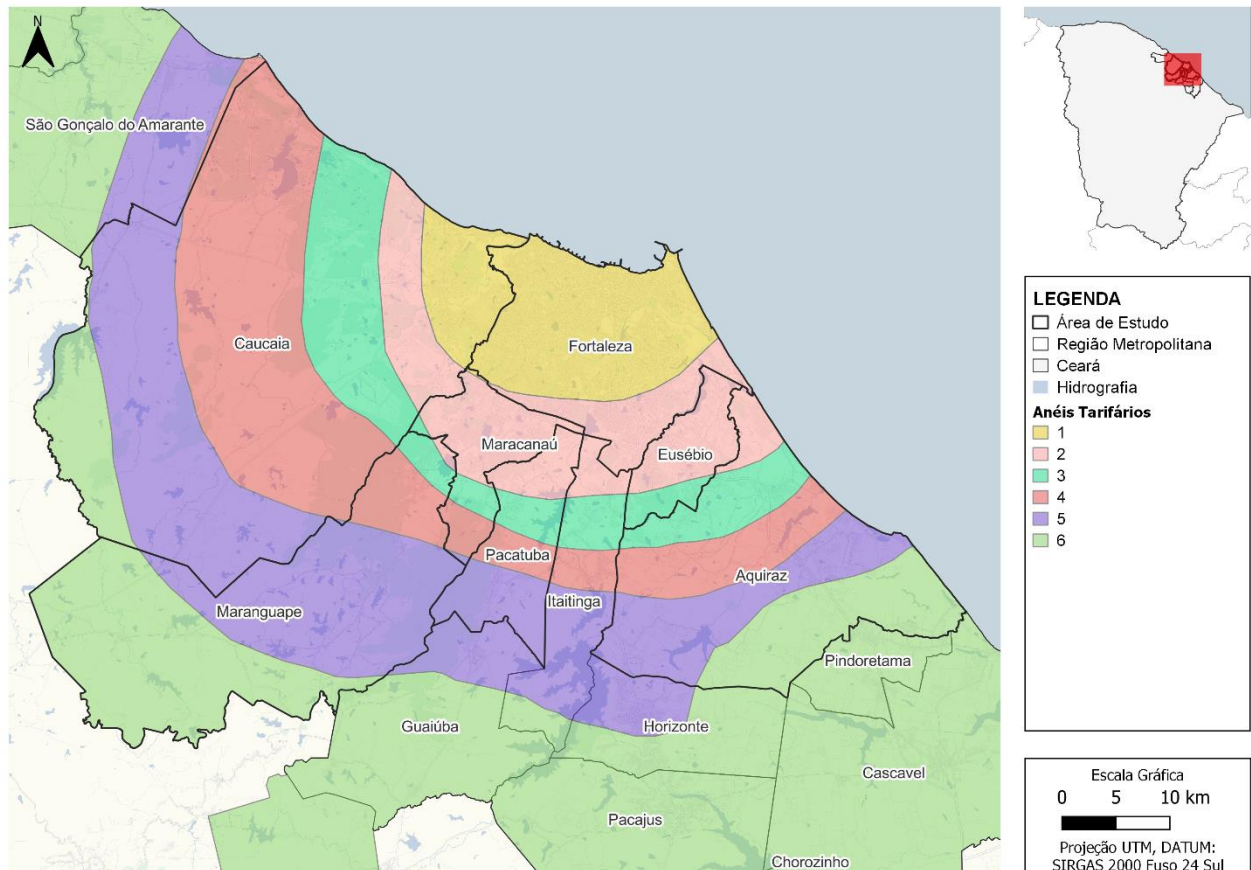 N
São Gonçalo do Amarante
Caucaia
Fortaleza
Maracanaú
Eusébio
Pacatuba
Aquiraz
Itaitinga
Maranguape
Pindoretama
Guaiúba
Horizonte
Cascavel
Pacajus
Chorozinho
LEGENDA
Área de Estudo
Região Metropolitana
Ceará
Hidrografia
Anéis Tarifários
1
2
3
4
5
6
Escala Gráfica
0 5 10 km
Projeção UTM, DATUM:
SIRGAS 2000 Fuso 24 Sul